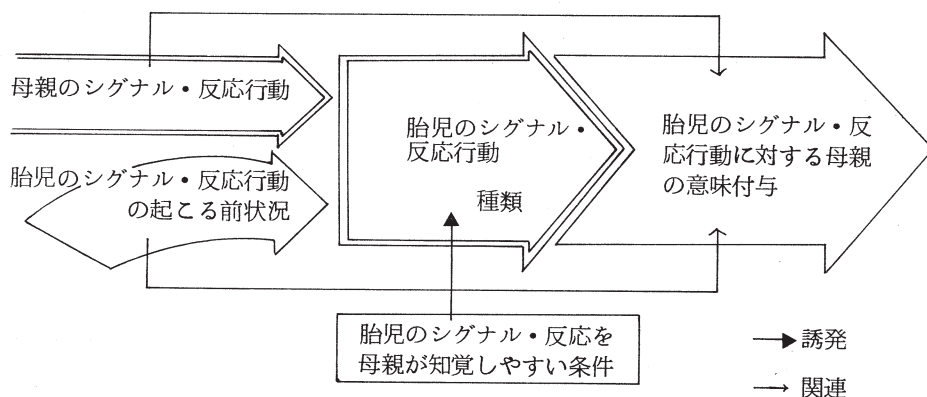 母親のシグナル・反応行動
胎児のシグナル・反応行動
の起こる前状況
胎児のシグナル・
反応行動
種類
胎児のシグナル・反
応行動に対する母親
の意味付与
胎児のシグナル・反応を
母親が知覚しやすい条件
誘発
関連